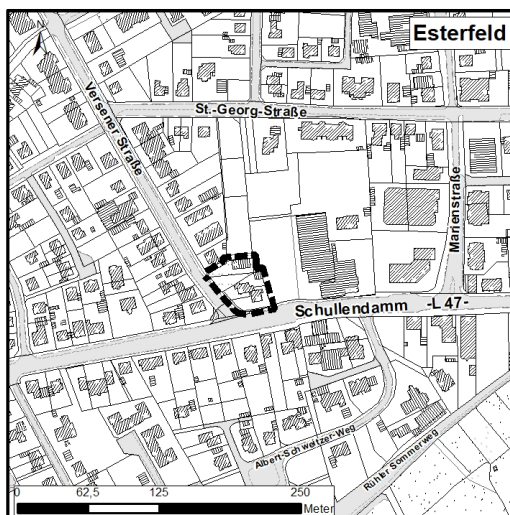 N
Esterfeld
Versener Straße
St.-Georg-Straße
Marienstraße
Schullendamm -L 47-
Albert-Schweitzer-Weg
Rühler Sommerweg
0 62,5 125 250
Meter